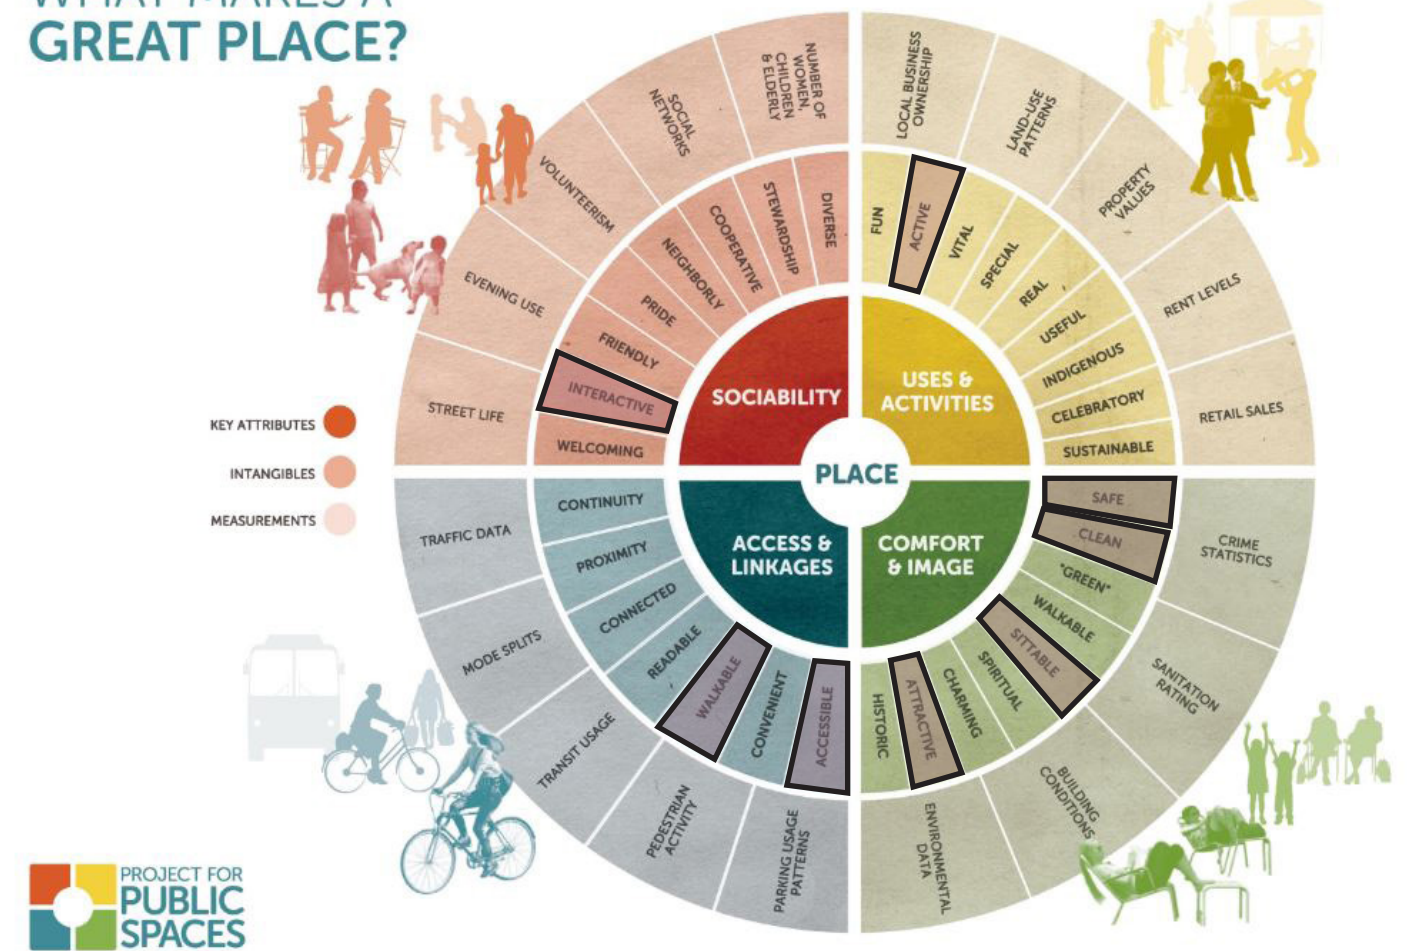 WHAT MAKES A
GREAT PLACE?
KEY ATTRIBUTES
INTANGIBLES
MEASUREMENTS
PLACE
SOCIABILITY
USES &
ACTIVITIES
ACCESS &
LINKAGES
COMFORT
& IMAGE
WELCOMING
INTERACTIVE
FRIENDLY
PRIDE
NEIGHBORLY
COOPERATIVE
STEWARDSHIP
DIVERSE
FUN
ACTIVE
VITAL
SPECIAL
REAL
USEFUL
INDIGENOUS
CELEBRATORY
SUSTAINABLE
SAFE
CLEAN
"GREEN"
WALKABLE
SITTABLE
SPIRITUAL
CHARMING
ATTRACTIVE
HISTORIC
ACCESSIBLE
CONVENIENT
WALKABLE
READABLE
CONNECTED
PROXIMITY
CONTINUITY
STREET LIFE
EVENING USE
VOLUNTEERISM
SOCIAL
NETWORKS
NUMBER OF
WOMEN,
CHILDREN
& ELDERLY
LOCAL BUSINESS
OWNERSHIP
LAND-USE
PATTERNS
PROPERTY
VALUES
RENT LEVELS
RETAIL SALES
CRIME
STATISTICS
SANITATION
RATING
BUILDING
CONDITIONS
ENVIRONMENTAL
DATA
PARKING USAGE
PATTERNS
PEDESTRIAN
ACTIVITY
TRANSIT USAGE
MODE SPLITS
TRAFFIC DATA
PROJECT FOR
PUBLIC
SPACES